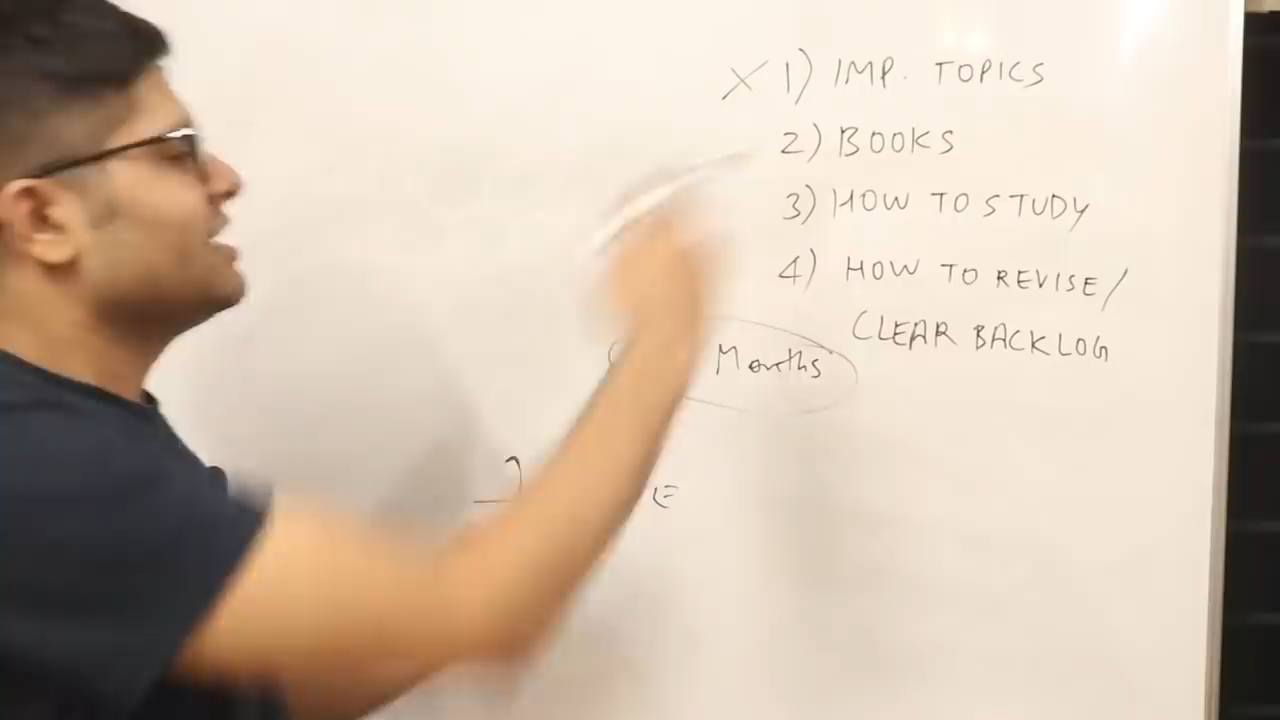 X 1) IMP. TOPICS
2) BOOKS
3) HOW TO STUDY
4) HOW TO REVISE/
CLEAR BACKLOG
Months